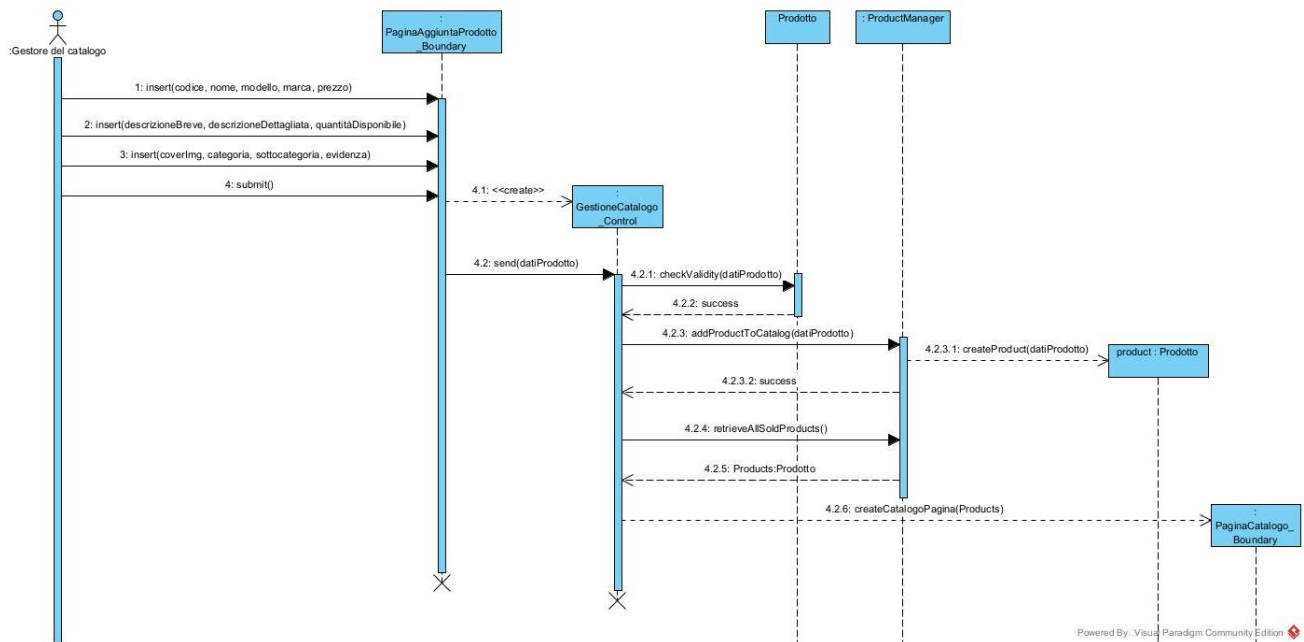 :
PaginaAggiuntaProdotto
_Boundary
Prodotto
: ProductManager
:Gestore del catalogo
1: insert(codice, nome, modello, marca, prezzo)
2: insert(descrizioneBreve, descrizioneDettagliata, quantitàDisponibile)
3: insert(coverImg, categoria, sottocategoria, evidenza)
4: submit()
4.1: <<create>>
:
GestioneCatalogo
_Control
4.2: send(datiProdotto)
4.2.1: checkValidity(datiProdotto)
4.2.2: success
4.2.3: addProductToCatalog(datiProdotto)
4.2.3.1: createProduct(datiProdotto)
product : Prodotto
4.2.3.2: success
4.2.4: retrieveAllSoldProducts()
4.2.5: Products:Prodotto
4.2.6: createCatalogoPagina(Products)
:
PaginaCatalogo_
Boundary
Powered By: Visual Paradigm Community Edition